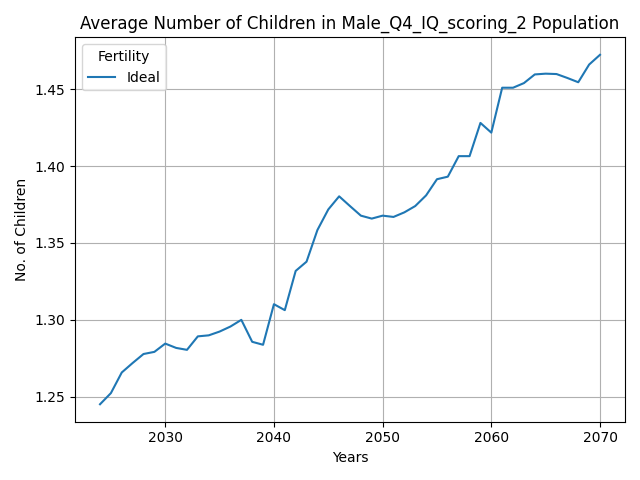 Average Number of Children in Male_Q4_IQ_scoring_2 Population
Fertility
Ideal
No. of Children
1.45
1.40
1.35
1.30
1.25
2030 2040 2050 2060 2070
Years